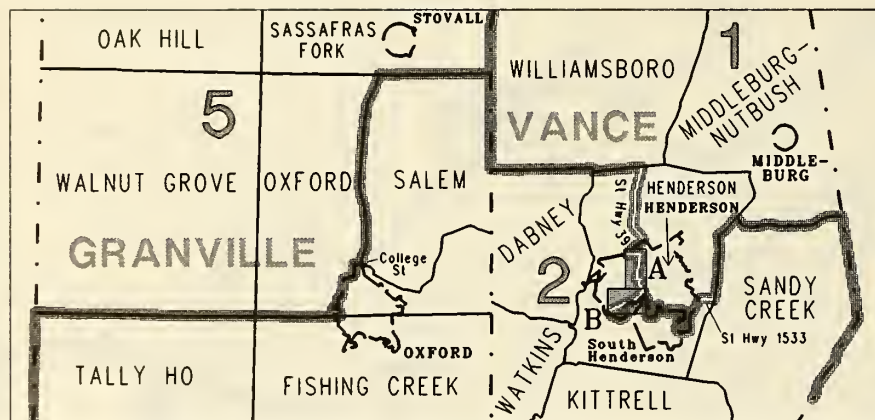 OAK HILL
SASSAFRAS
FORK
STOVALL
WILLIAMSBORO
1
MIDDLEBURG-
NUTBUSH
5
VANCE
MIDDLE-
BURG
WALNUT GROVE
OXFORD
SALEM
St Hwy 39
HENDERSON
HENDERSON
GRANVILLE
College
St
DABNEY
2
A
B
SANDY
CREEK
South
Henderson
St Hwy 1533
OXFORD
WATKINS
TALLY HO
FISHING CREEK
KITTRELL